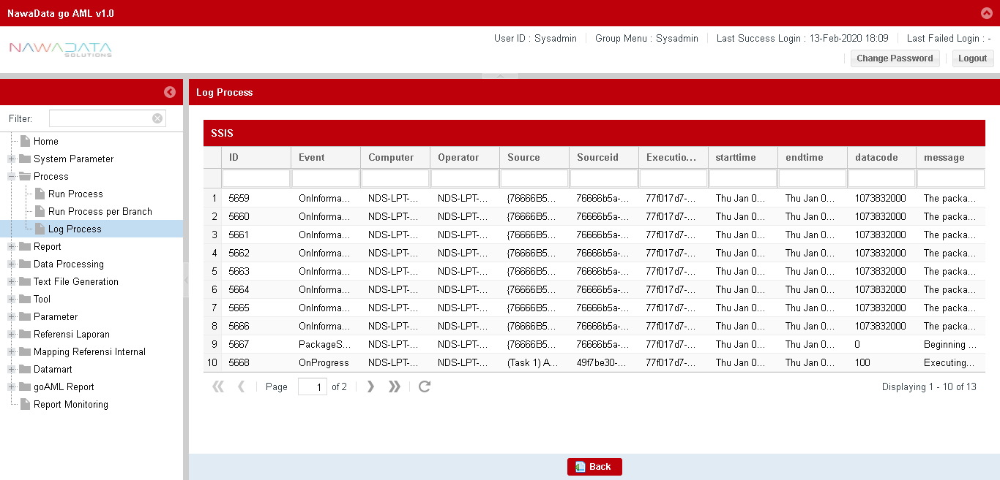 NawaData go AML v1.0
NAWADATA
SOLUTIONS
User ID : Sysadmin Group Menu : Sysadmin Last Success Login : 13-Feb-2020 18:09 Last Failed Login : -
Change Password Logout
Log Process
Filter:
Home
System Parameter
Process
Run Process
Run Process per Branch
Log Process
Report
Data Processing
Text File Generation
Tool
Parameter
Referensi Laporan
Mapping Referensi Internal
Datamart
goAML Report
Report Monitoring
SSIS
ID Event Computer Operator Source Sourceid Executio... starttime endtime datacode message
1 5659 OnInforma... NDS-LPT-... NDS-LPT-... {76666B5... 76666b5a-... 77f017d7-... Thu Jan 0... Thu Jan 0... 1073832000 The packa...
2 5660 OnInforma... NDS-LPT-... NDS-LPT-... {76666B5... 76666b5a-... 77f017d7-... Thu Jan 0... Thu Jan 0... 1073832000 The packa...
3 5661 OnInforma... NDS-LPT-... NDS-LPT-... {76666B5... 76666b5a-... 77f017d7-... Thu Jan 0... Thu Jan 0... 1073832000 The packa...
4 5662 OnInforma... NDS-LPT-... NDS-LPT-... {76666B5... 76666b5a-... 77f017d7-... Thu Jan 0... Thu Jan 0... 1073832000 The packa...
5 5663 OnInforma... NDS-LPT-... NDS-LPT-... {76666B5... 76666b5a-... 77f017d7-... Thu Jan 0... Thu Jan 0... 1073832000 The packa...
6 5664 OnInforma... NDS-LPT-... NDS-LPT-... {76666B5... 76666b5a-... 77f017d7-... Thu Jan 0... Thu Jan 0... 1073832000 The packa...
7 5665 OnInforma... NDS-LPT-... NDS-LPT-... {76666B5... 76666b5a-... 77f017d7-... Thu Jan 0... Thu Jan 0... 1073832000 The packa...
8 5666 OnInforma... NDS-LPT-... NDS-LPT-... {76666B5... 76666b5a-... 77f017d7-... Thu Jan 0... Thu Jan 0... 1073832000 The packa...
9 5667 PackageS... NDS-LPT-... NDS-LPT-... {76666B5... 76666b5a-... 77f017d7-... Thu Jan 0... Thu Jan 0... 0 Beginning ...
10 5668 OnProgress NDS-LPT-... NDS-LPT-... (Task 1) A... 49f7be30-... 77f017d7-... Thu Jan 0... Thu Jan 0... 100 Executing...
Page 1 of 2 Displaying 1 - 10 of 13
Back